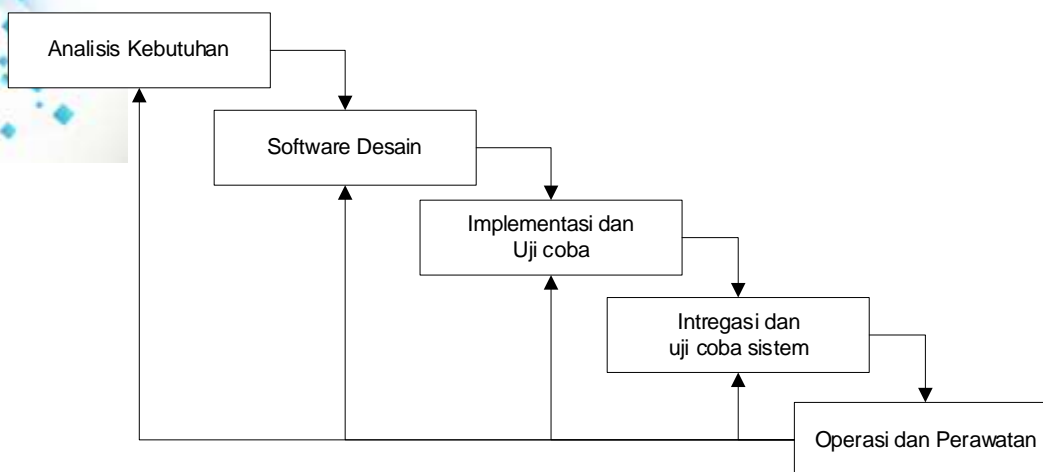 Analisis Kebutuhan
Software Desain
Implementasi dan
Uji coba
Intregasi dan
uji coba sistem
Operasi dan Perawatan